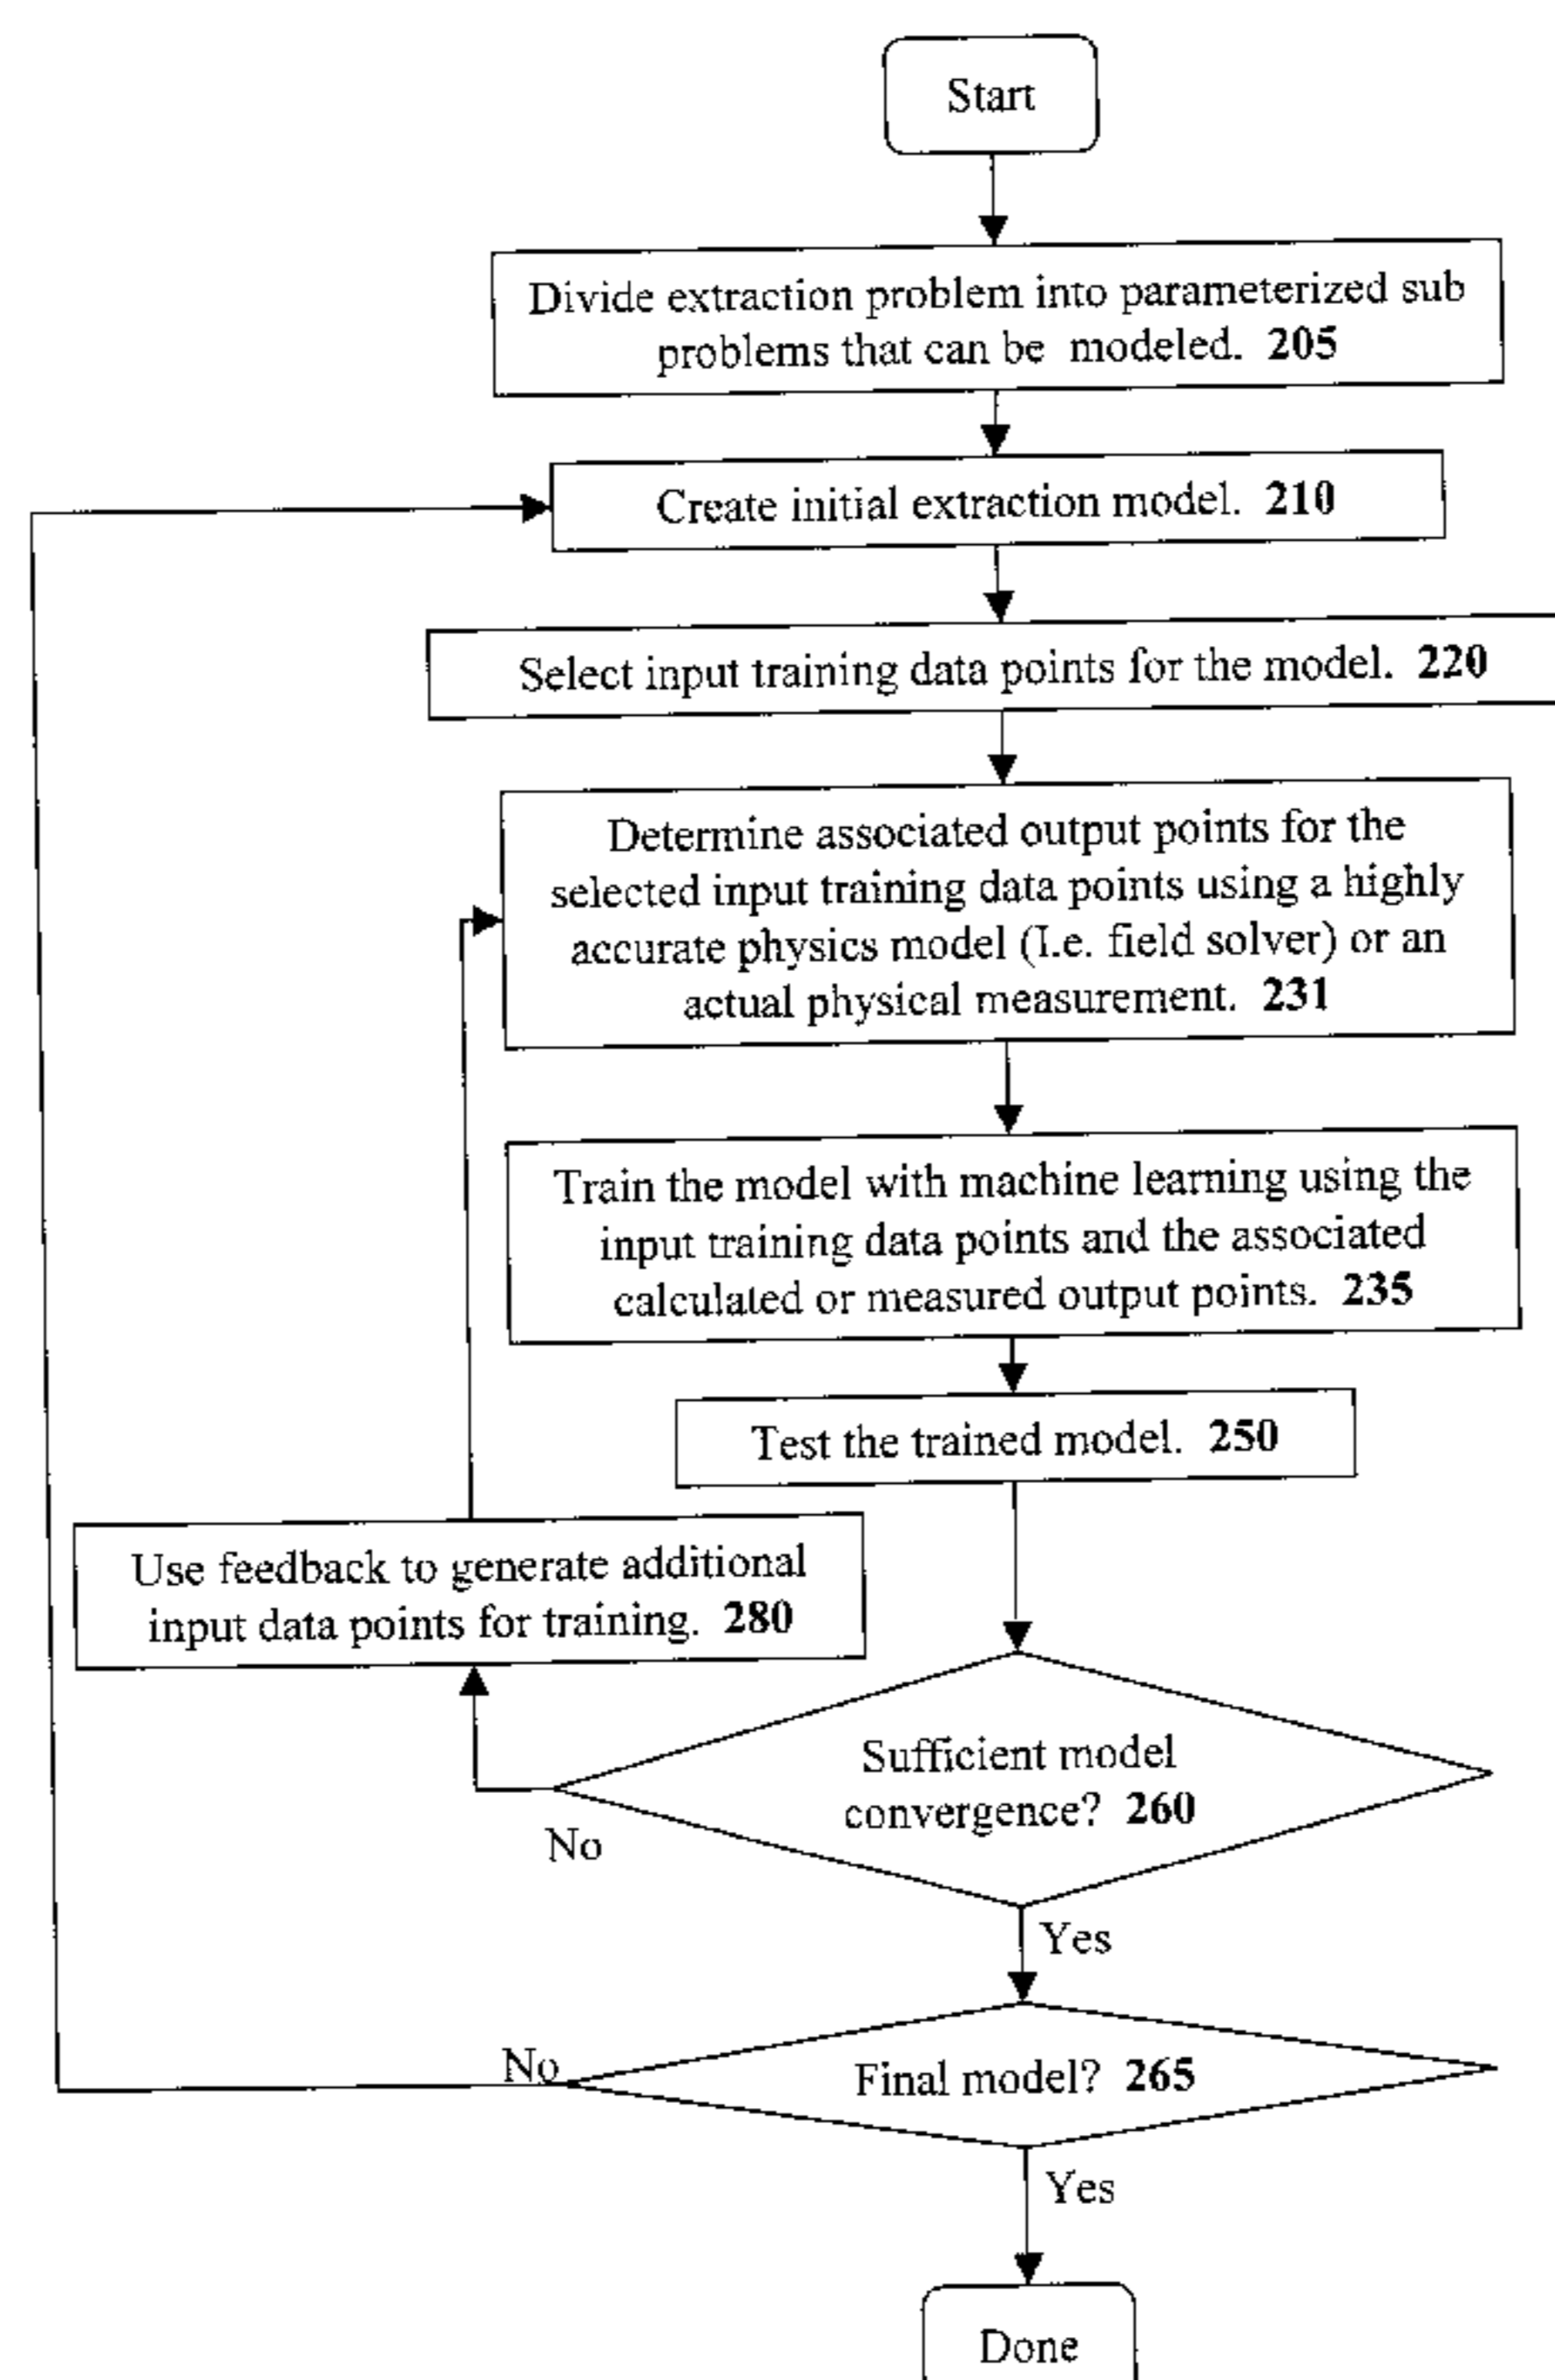 Start
Divide extraction problem into parameterized sub
problems that can be modeled. 205
Create initial extraction model. 210
Select input training data points for the model. 220
Determine associated output points for the
selected input training data points using a highly
accurate physics model (I.e. field solver) or an
actual physical measurement. 231
Train the model with machine learning using the
input training data points and the associated
calculated or measured output points. 235
Test the trained model. 250
Use feedback to generate additional
input data points for training. 280
Sufficient model
convergence? 260
No
Yes
No
Final model? 265
Yes
Done